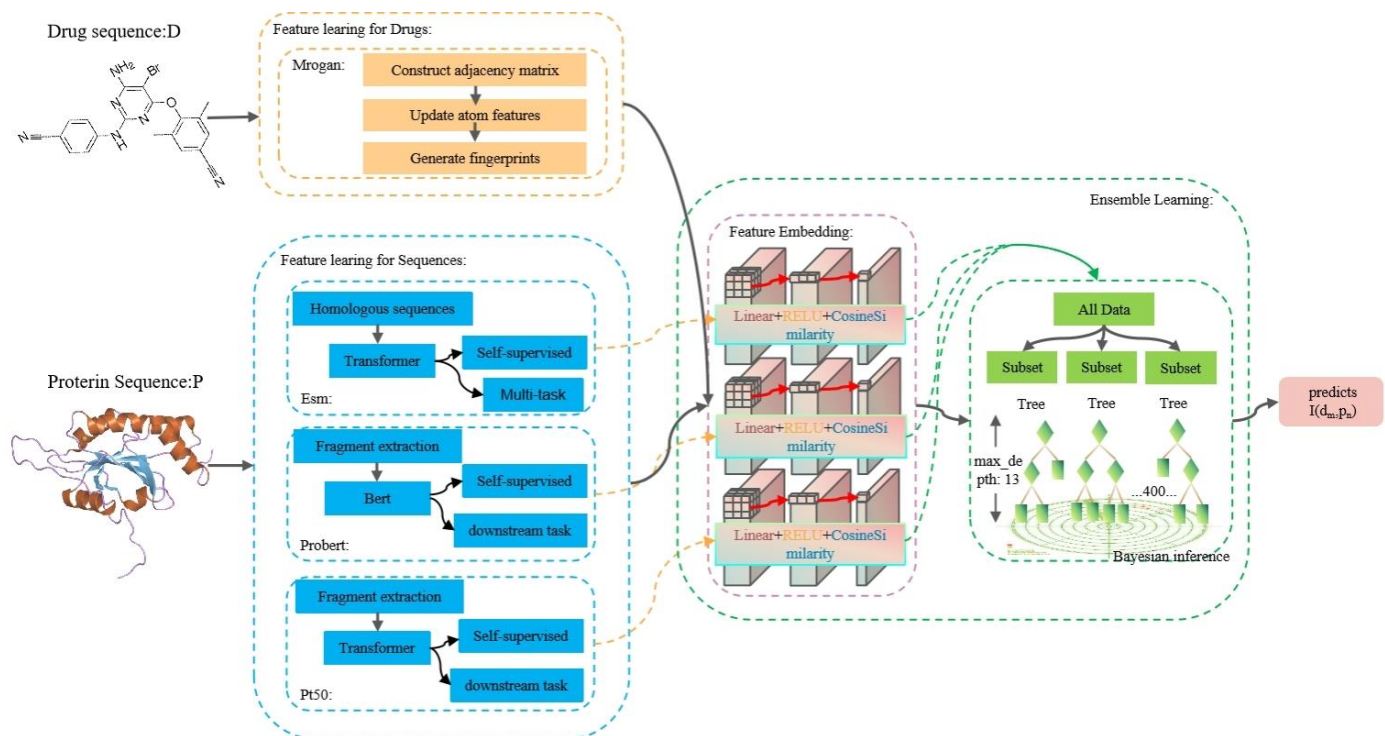 Drug sequence:D
NH₂
Br
N
O
N
N
N
H
N
Feature learing for Drugs:
Mrogan:
Construct adjacency matrix
Update atom features
Generate fingerprints
Proterin Sequence:P
Feature learing for Sequences:
Homologous sequences
Transformer
Self-supervised
Multi-task
Esm:
Fragment extraction
Bert
Self-supervised
downstream task
Probert:
Fragment extraction
Transformer
Self-supervised
downstream task
Pt50:
Ensemble Learning:
Feature Embedding:
Linear+RELU+CosineSi
milarity
Linear+RELU+CosineSi
milarity
Linear+RELU+CosineSi
milarity
All Data
Subset
Subset
Subset
Tree
Tree
Tree
max_de
pth: 13
...400...
Bayesian inference
predicts
I(dₘ,pₙ)